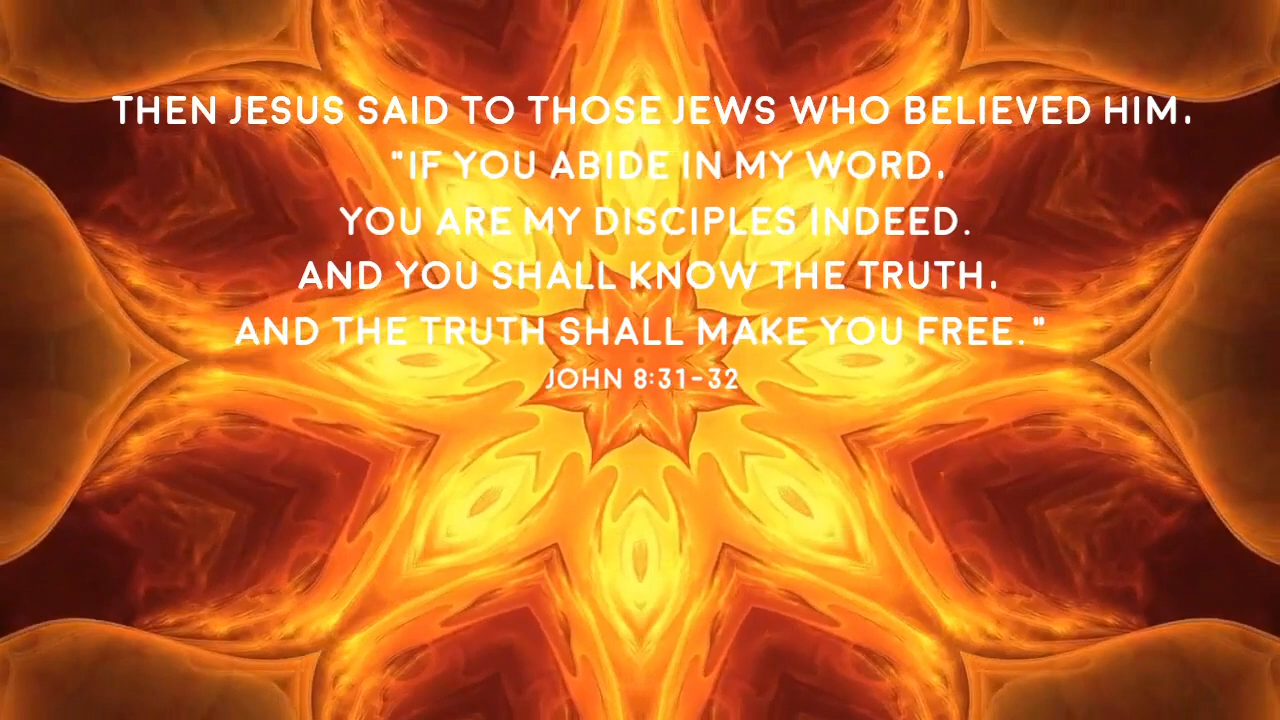 THEN JESUS SAID TO THOSE JEWS WHO BELIEVED HIM,
"IF YOU ABIDE IN MY WORD,
YOU ARE MY DISCIPLES INDEED.
AND YOU SHALL KNOW THE TRUTH,
AND THE TRUTH SHALL MAKE YOU FREE."
JOHN 8:31-32